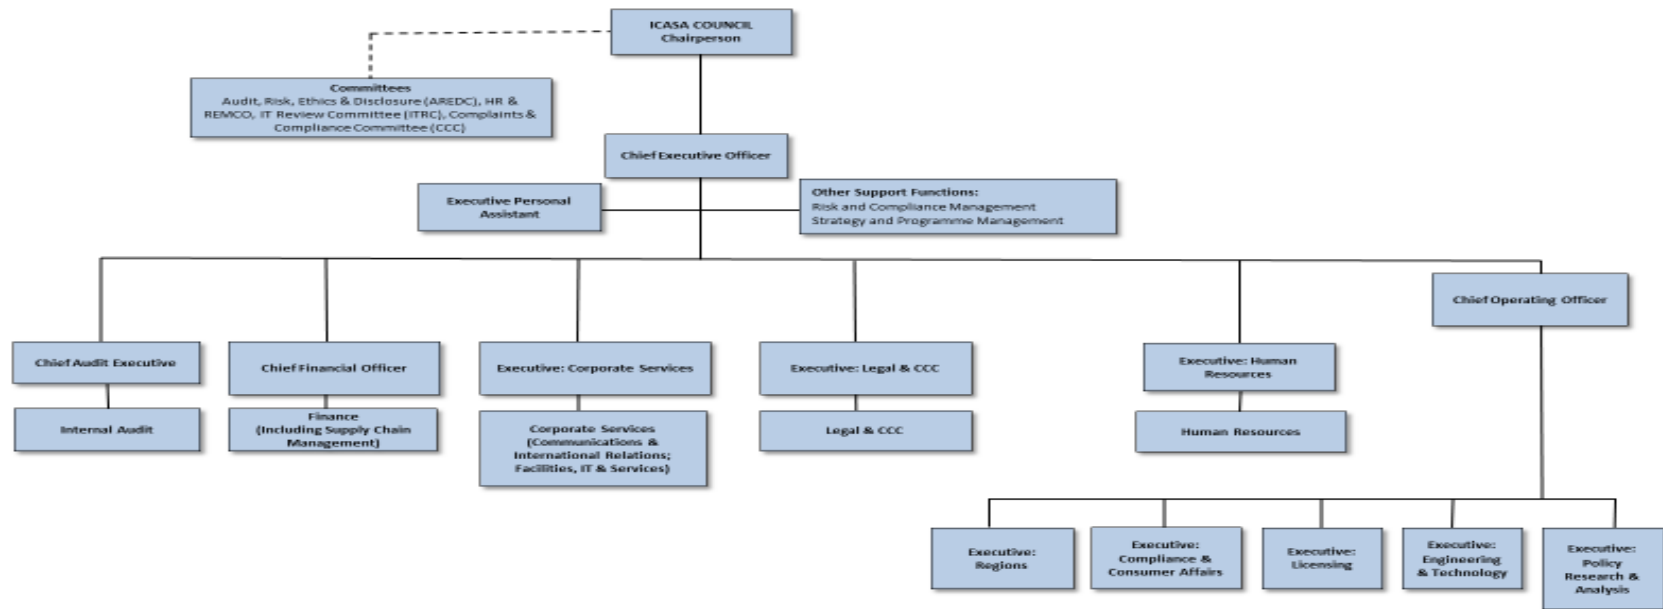 ICASA COUNCIL
Chairperson
Committees
Audit, Risk, Ethics & Disclosure (AREDC), HR &
REMCO, IT Review Committee (ITRC), Complaints &
Compliance Committee (CCC)
Chief Executive Officer
Executive Personal
Assistant
Other Support Functions:
Risk and Compliance Management
Strategy and Programme Management
Chief Operating Officer
Chief Audit Executive
Chief Financial Officer
Executive: Corporate Services
Executive: Legal & CCC
Executive: Human
Resources
Internal Audit
Finance
(Including Supply Chain
Management)
Corporate Services
(Communications &
International Relations;
Facilities, IT & Services)
Legal & CCC
Human Resources
Executive:
Regions
Executive:
Compliance &
Consumer Affairs
Executive:
Licensing
Executive:
Engineering
& Technology
Executive:
Policy
Research &
Analysis